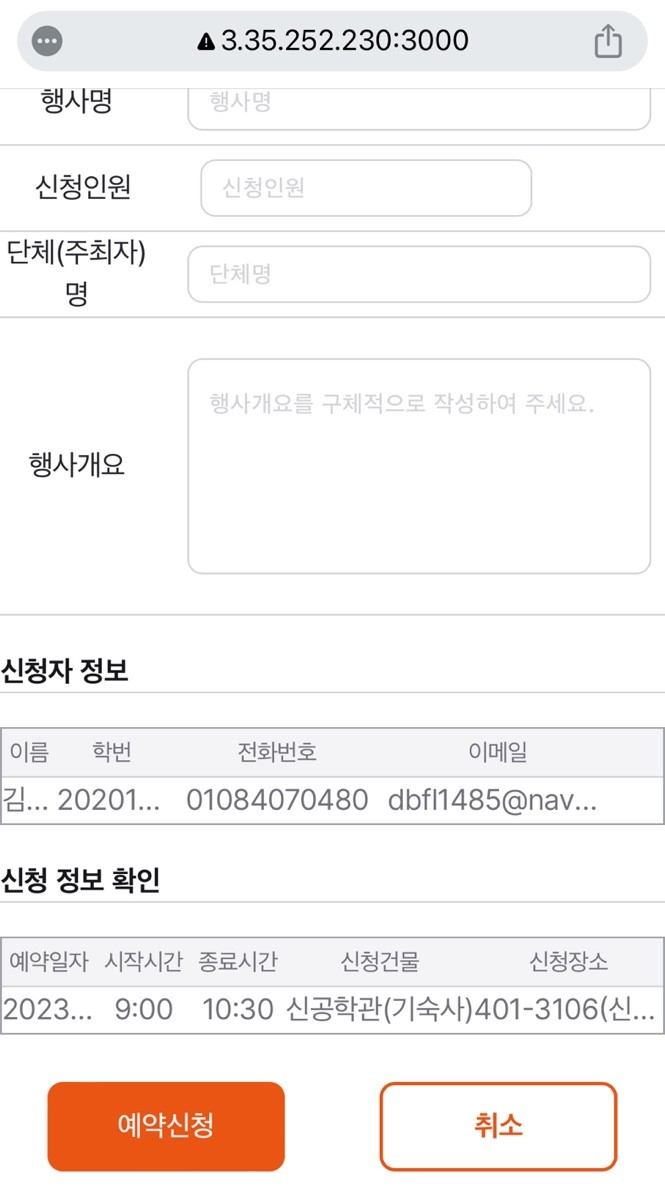 3.35.252.230:3000
행사명 행사명
신청인원 신청인원
단체(주최자)
명 단체명
행사개요를 구체적으로 작성하여 주세요.
행사개요
신청자 정보
이름 학번 전화번호 이메일
김... 20201... 01084070480 dbfl1485@nav...
신청 정보 확인
예약일자 시작시간 종료시간 신청건물 신청장소
2023... 9:00 10:30 신공학관(기숙사)401-3106(신...
예약신청 취소